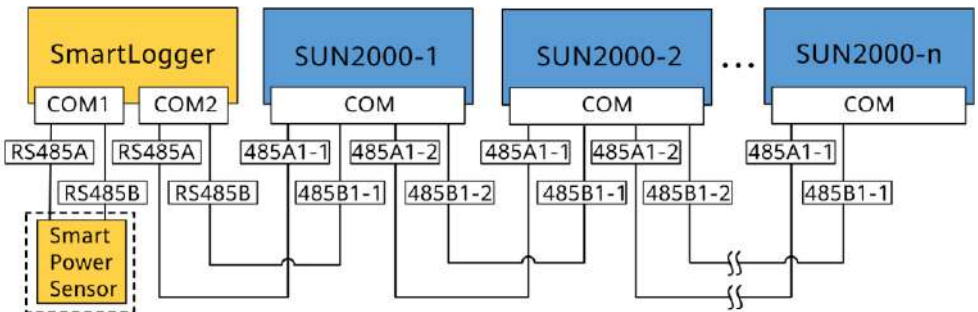 SmartLogger
SUN2000-1
SUN2000-2
...
SUN2000-n
COM1
COM2
COM
COM
COM
RS485A
RS485A
485A1-1
485A1-2
485A1-1
485A1-2
485A1-1
RS485B
RS485B
485B1-1
485B1-2
485B1-1
485B1-2
485B1-1
Smart
Power
Sensor